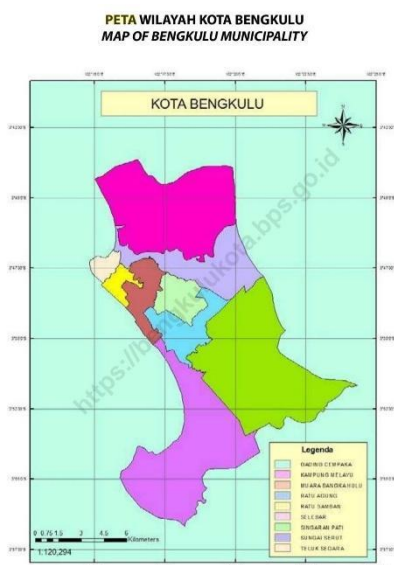 PETA WILAYAH KOTA BENGKULU
MAP OF BENGKULU MUNICIPALITY
KOTA BENGKULU
https://bengkulukota.bps.go.id
Legenda
GADING CEMPAKA
KAMPUNG MELAYU
MUARA BANGKAHULU
RATU AGUNG
RATU SAMBAN
SELEBAR
SINGARAN PATI
SUNGAI SERUT
TELUK SEGARA
0 0.75 1.5 3 4.5 6
Kilometers
1:120,294